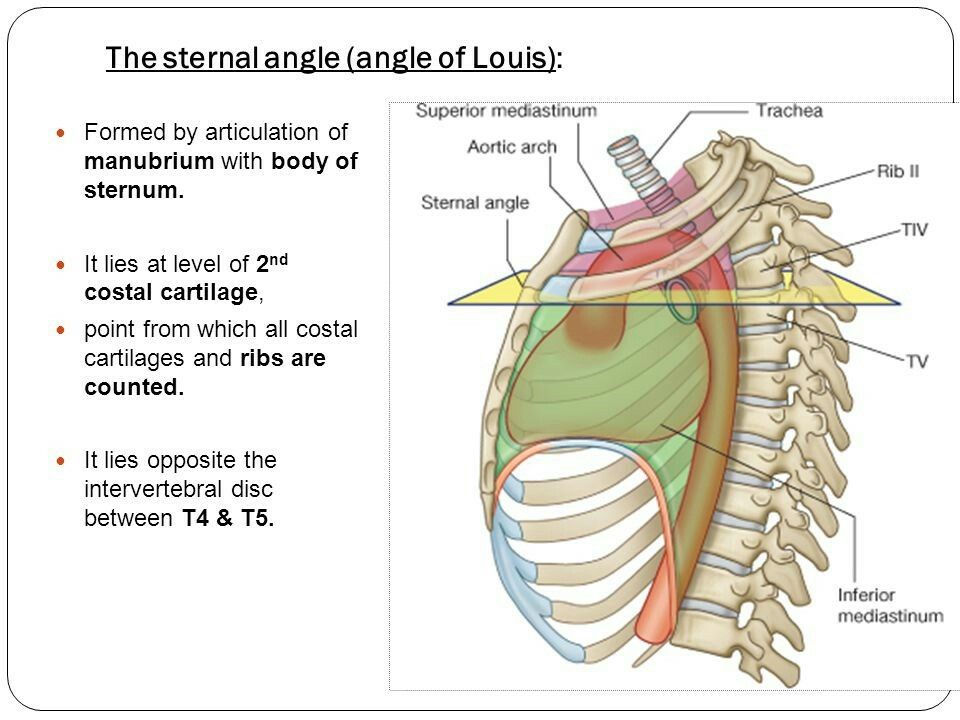 The sternal angle (angle of Louis):
• Formed by articulation of
manubrium with body of
sternum.
• It lies at level of 2nd
costal cartilage,
• point from which all costal
cartilages and ribs are
counted.
• It lies opposite the
intervertebral disc
between T4 & T5.
Superior mediastinum
Trachea
Aortic arch
Rib II
Sternal angle
TIV
TV
Inferior
mediastinum